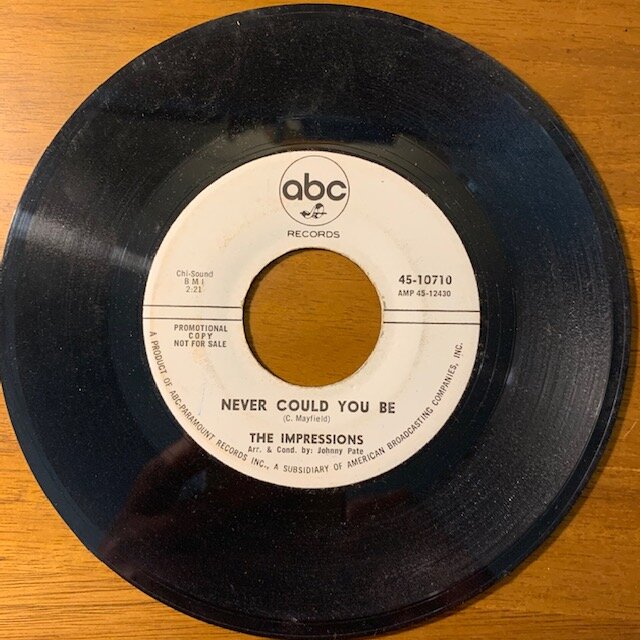 abc
RECORDS
Chi-Sound
BMI
2:21
45-10710
AMP 45-12430
PROMOTIONAL
COPY
NOT FOR SALE
NEVER COULD YOU BE
(C. Mayfield)
THE IMPRESSIONS
Arr. & Cond. by: Johnny Pate
A PRODUCT OF ABC-PARAMOUNT RECORDS INC., A SUBSIDIARY OF AMERICAN BROADCASTING COMPANIES, INC.